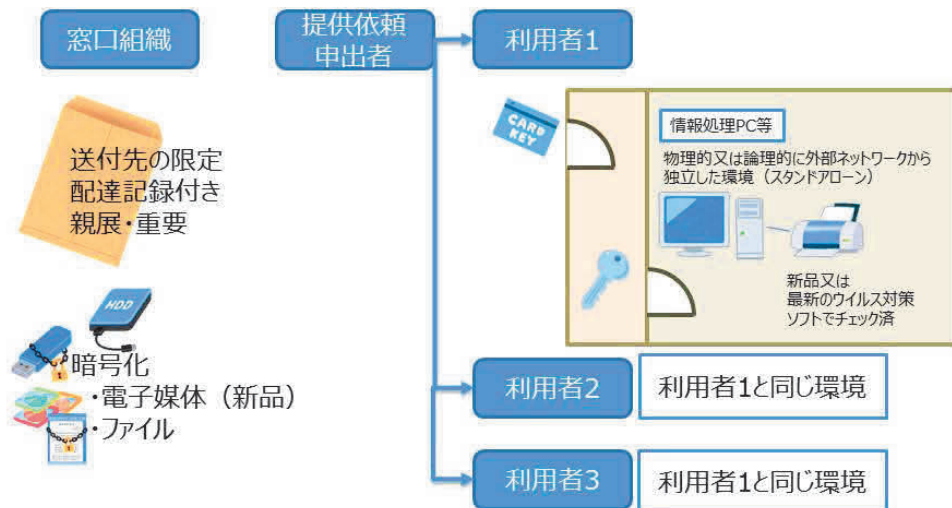 窓口組織
提供依頼
申出者
利用者1
送付先の限定
配達記録付き
親展・重要
CARD
KEY
情報処理PC等
物理的又は論理的に外部ネットワークから
独立した環境（スタンドアローン）
新品又は
最新のウイルス対策
ソフトでチェック済
HDD
暗号化
・電子媒体（新品）
・ファイル
利用者2
利用者1と同じ環境
利用者3
利用者1と同じ環境